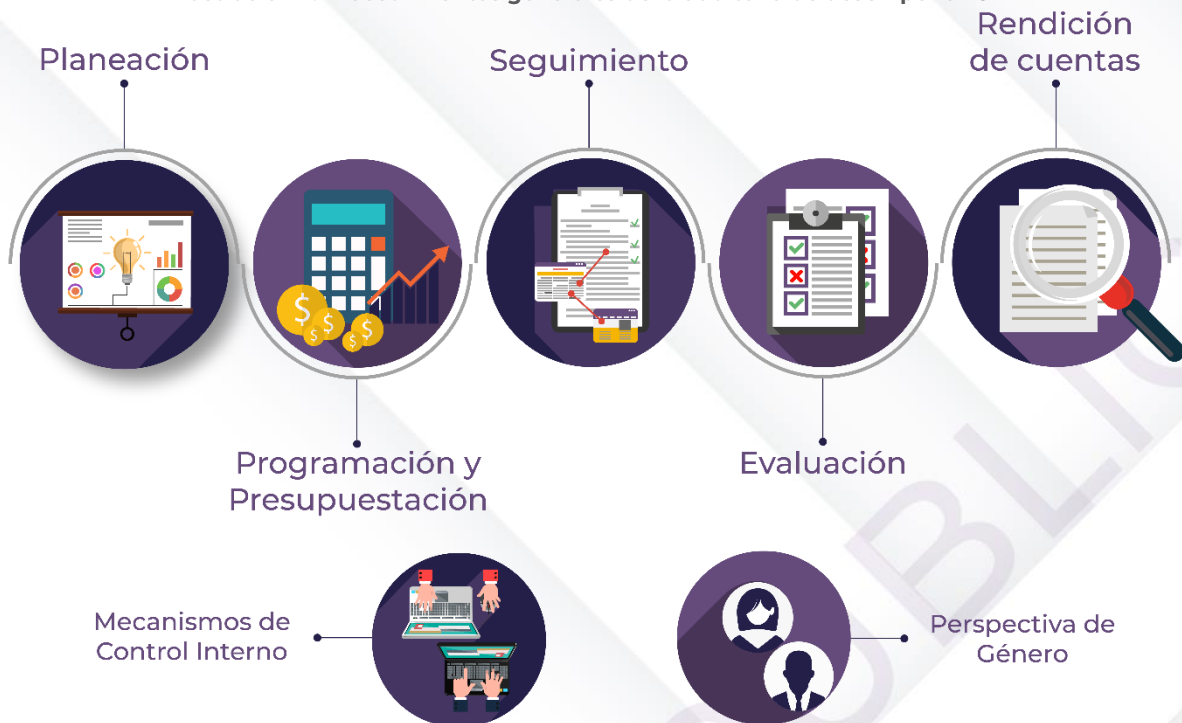 Planeación
Seguimiento
Rendición
de cuentas
Programación y
Presupuestación
Evaluación
Mecanismos de
Control Interno
Perspectiva de
Género